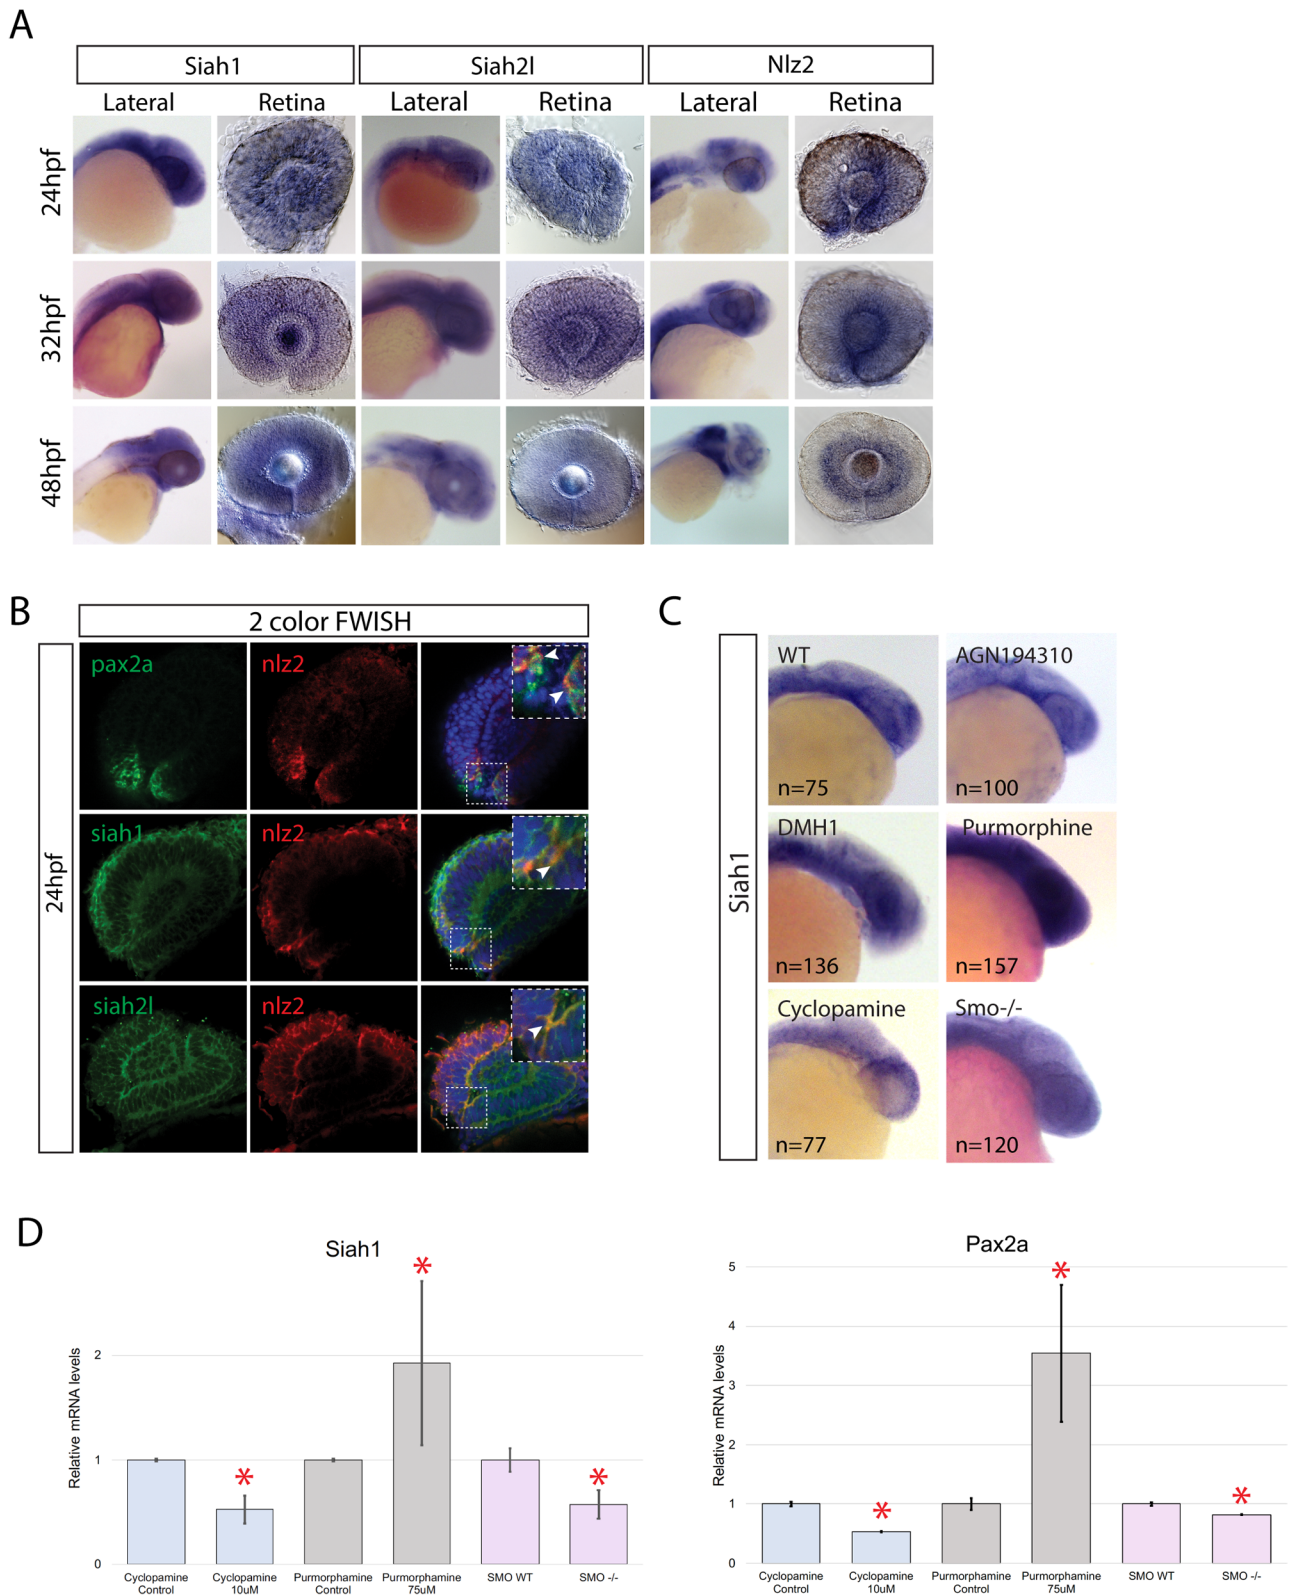 A
Siah1 Siah2l Nlz2
Lateral Retina Lateral Retina Lateral Retina
24hpf
32hpf
48hpf
B
2 color FWISH
24hpf
pax2a nlz2
siah1 nlz2
siah2l nlz2
C
Siah1
WT AGN194310
n=75 n=100
DMH1 Purmorphine
n=136 n=157
Cyclopamine Smo-/-
n=77 n=120
D
Siah1
Relative mRNA levels
2
1
0
Cyclopamine Cyclopamine Purmorphamine Purmorphamine SMO WT SMO -/-
Control 10uM Control 75uM
* * *
Pax2a
Relative mRNA levels
5
4
3
2
1
0
Cyclopamine Cyclopamine Purmorphamine Purmorphamine SMO WT SMO -/-
Control 10uM Control 75uM
* * *